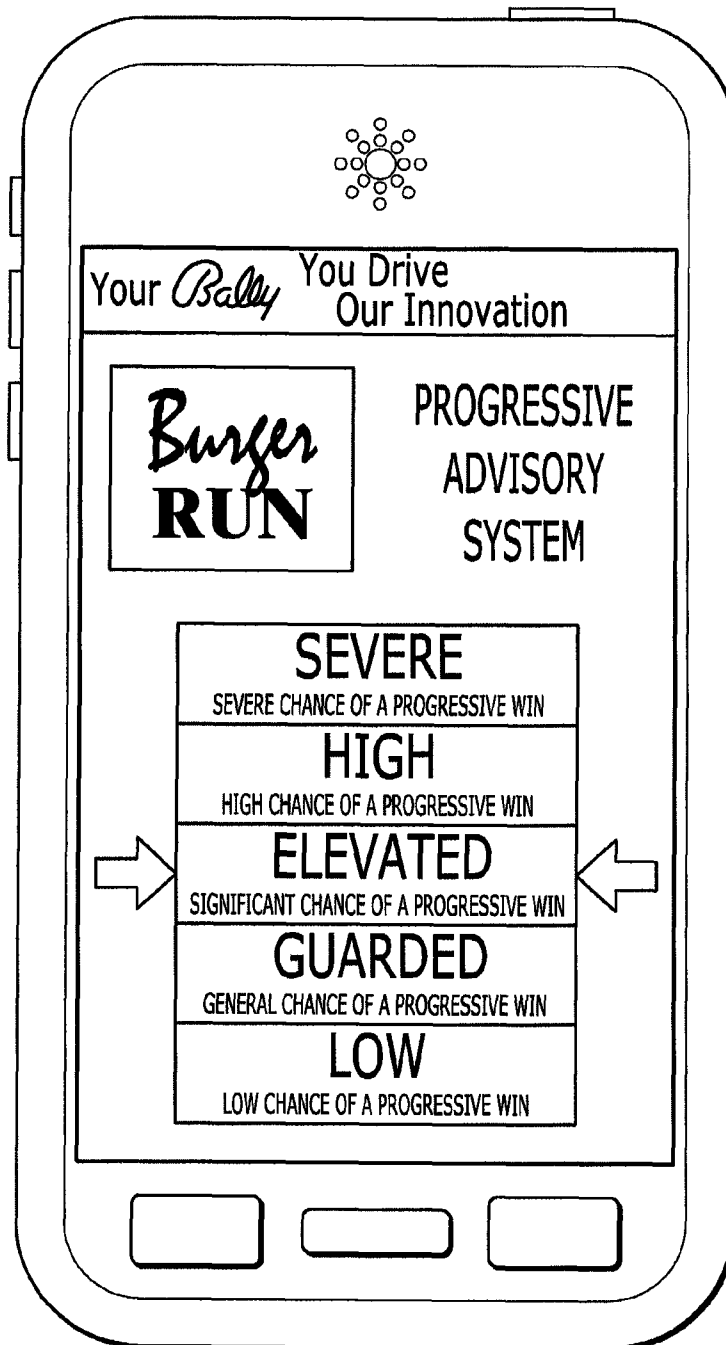 Your Bally You Drive
Our Innovation
Burger
RUN
PROGRESSIVE
ADVISORY
SYSTEM
SEVERE
SEVERE CHANCE OF A PROGRESSIVE WIN
HIGH
HIGH CHANCE OF A PROGRESSIVE WIN
ELEVATED
SIGNIFICANT CHANCE OF A PROGRESSIVE WIN
GUARDED
GENERAL CHANCE OF A PROGRESSIVE WIN
LOW
LOW CHANCE OF A PROGRESSIVE WIN